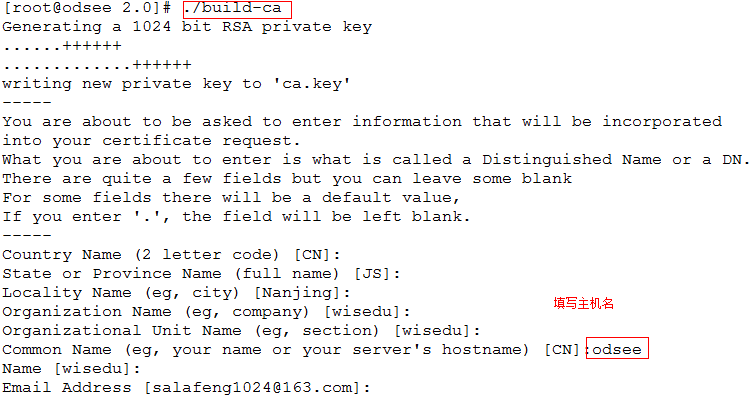 [root@odsee 2.0]# ./build-ca
Generating a 1024 bit RSA private key
......++++++
.............++++++
writing new private key to 'ca.key'
-----
You are about to be asked to enter information that will be incorporated
into your certificate request.
What you are about to enter is what is called a Distinguished Name or a DN.
There are quite a few fields but you can leave some blank
For some fields there will be a default value,
If you enter '.', the field will be left blank.
-----
Country Name (2 letter code) [CN]:
State or Province Name (full name) [JS]:
Locality Name (eg, city) [Nanjing]:
填写主机名
Organization Name (eg, company) [wisedu]:
Organizational Unit Name (eg, section) [wisedu]:
Common Name (eg, your name or your server's hostname) [CN]:odsee
Name [wisedu]:
Email Address [salafeng1024@163.com]: